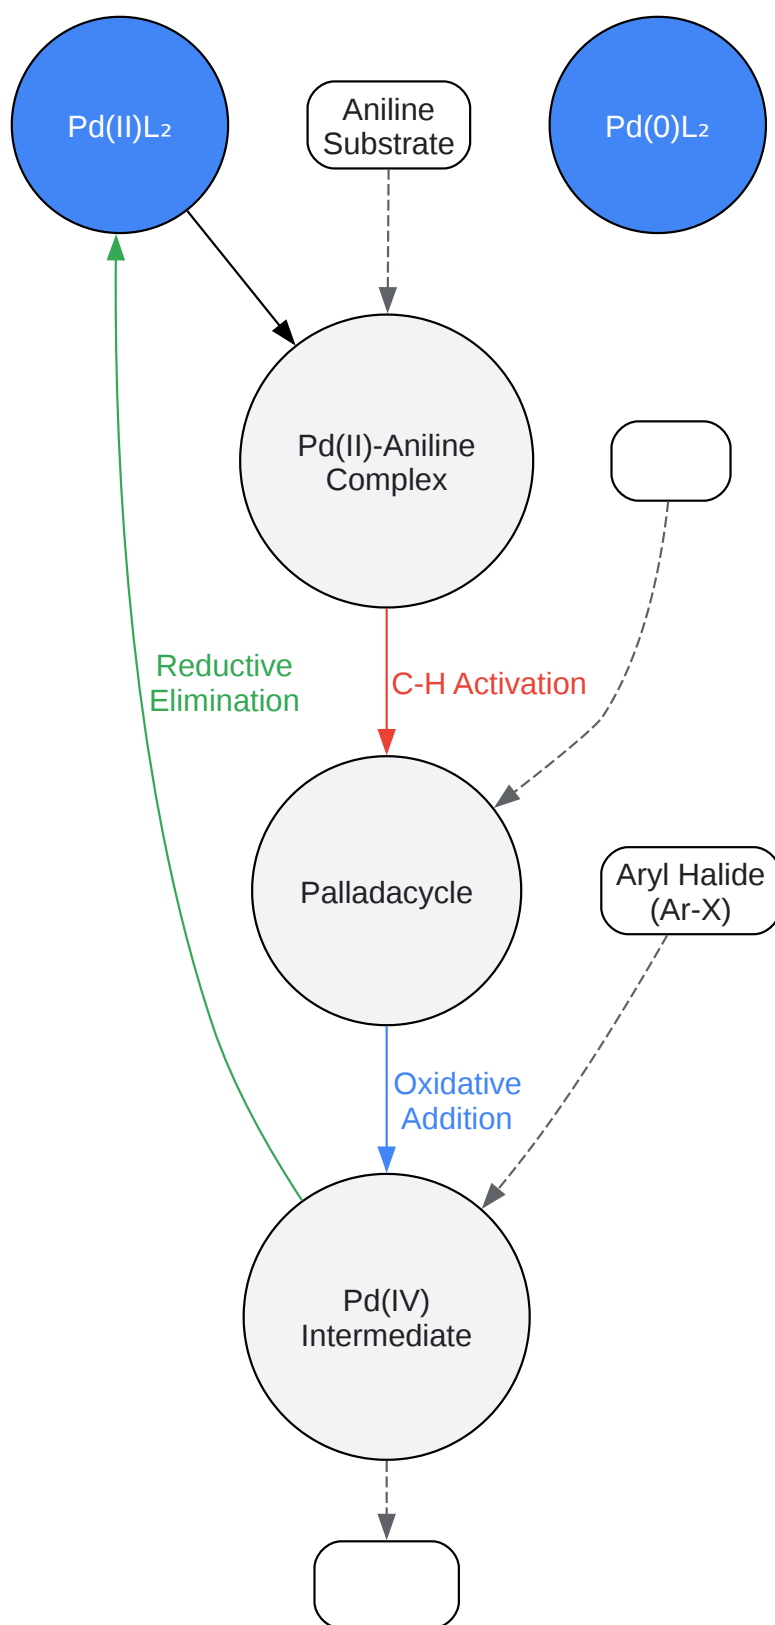 Pd(II)L₂
Aniline
Substrate
Pd(0)L₂
Pd(II)-Aniline
Complex
Reductive
Elimination
C-H Activation
Palladacycle
Aryl Halide
(Ar-X)
Oxidative
Addition
Pd(IV)
Intermediate